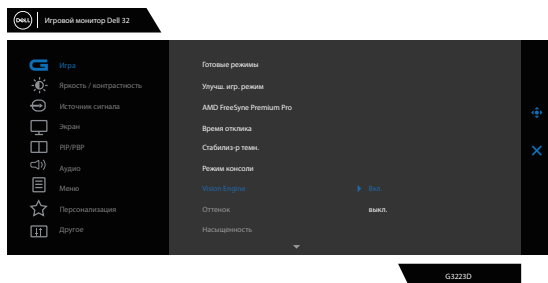 DELL
Игровой монитор Dell 32
Игра
Яркость / контрастность
Источник сигнала
Экран
PIP/PBP
Аудио
Меню
Персонализация
Другое
Готовые режимы
Улучш. игр. режим
AMD FreeSync Premium Pro
Время отклика
Стабилиз-р темн.
Режим консоли
Vision Engine
Вкл.
Оттенок
выкл.
Насыщенность
G3223D